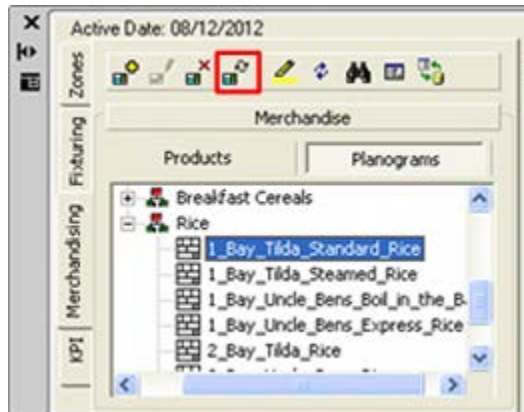 Active Date: 08/12/2012
Zones
Fixturing
Merchandising
KPI
Merchandise
Products
Planograms
Breakfast Cereals
Rice
1_Bay_Tilda_Standard_Rice
1_Bay_Tilda_Steamed_Rice
1_Bay_Uncle_Bens_Boil_in_the_B
1_Bay_Uncle_Bens_Express_Rice
2_Bay_Tilda_Rice